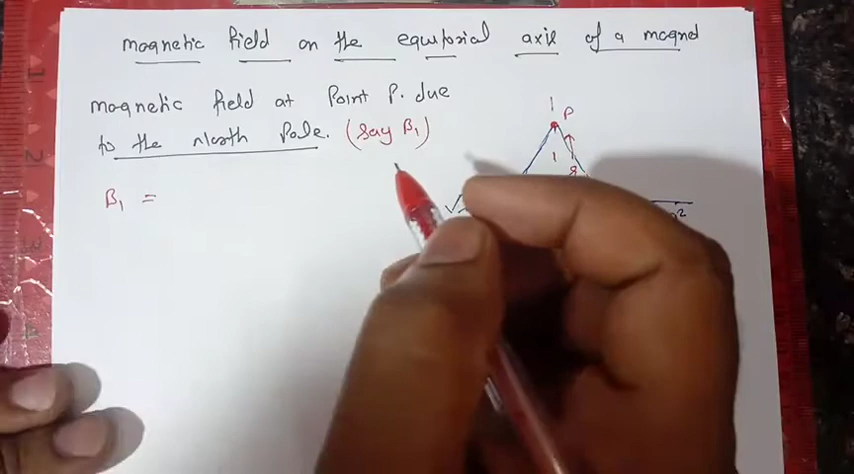 magnetic field on the equitorial axis of a magnet
magnetic field at Point P. due
to the North Pole. (say B₁)
B₁ =
P